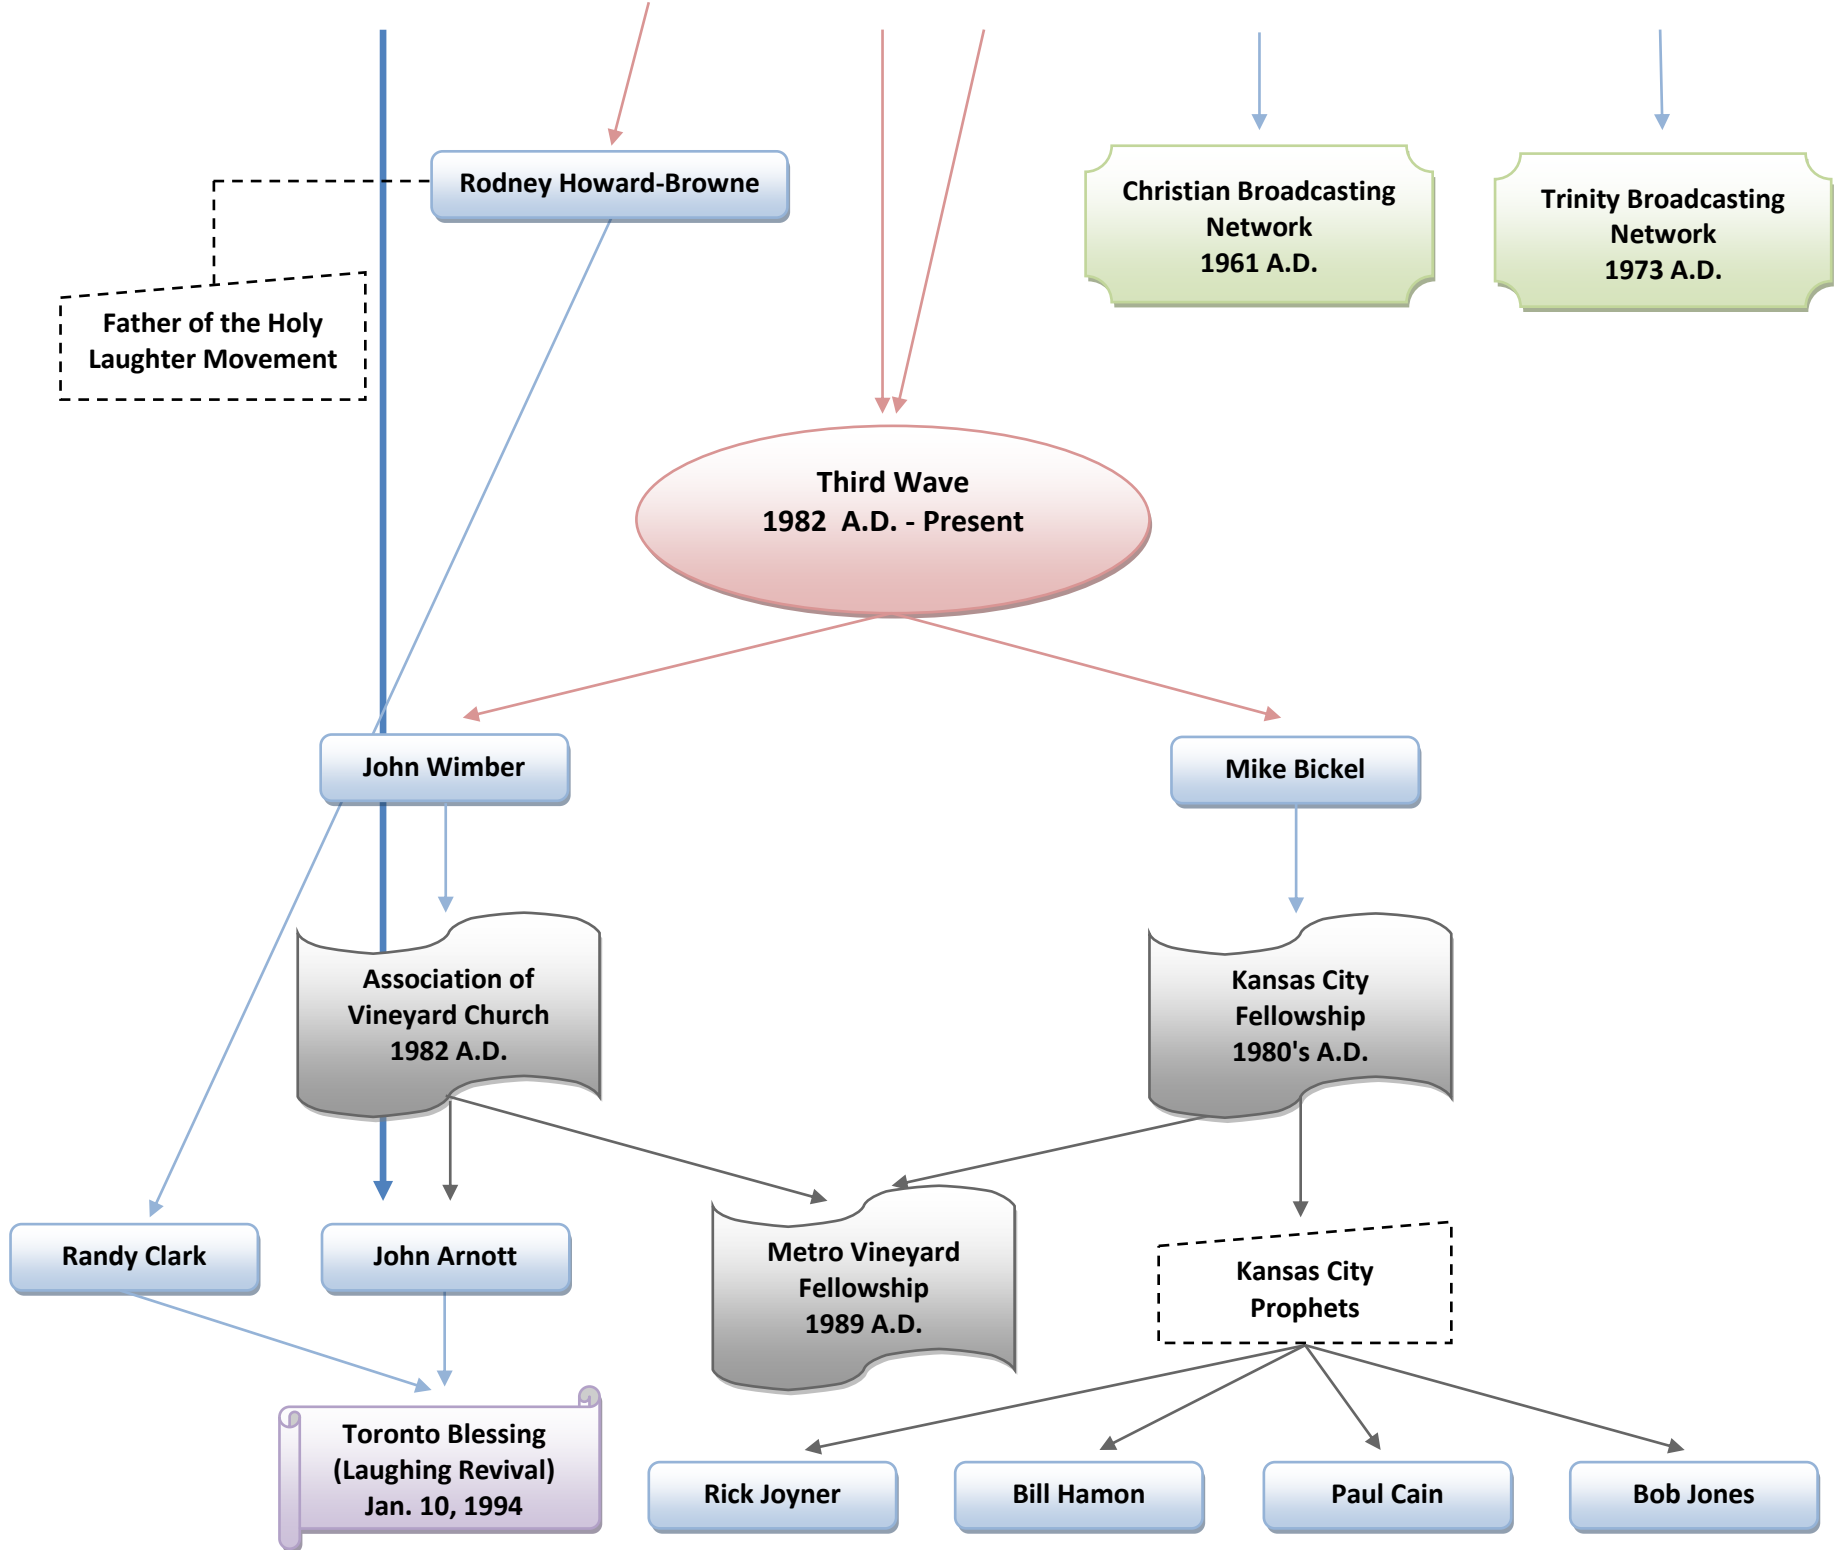 Rodney Howard-Browne
Christian Broadcasting
Network
1961 A.D.
Trinity Broadcasting
Network
1973 A.D.
Father of the Holy
Laughter Movement
Third Wave
1982  A.D. - Present
John Wimber
Mike Bickel
Association of
Vineyard Church
1982 A.D.
Kansas City
Fellowship
1980's A.D.
Randy Clark
John Arnott
Metro Vineyard
Fellowship
1989 A.D.
Kansas City
Prophets
Toronto Blessing
(Laughing Revival)
Jan. 10, 1994
Rick Joyner
Bill Hamon
Paul Cain
Bob Jones